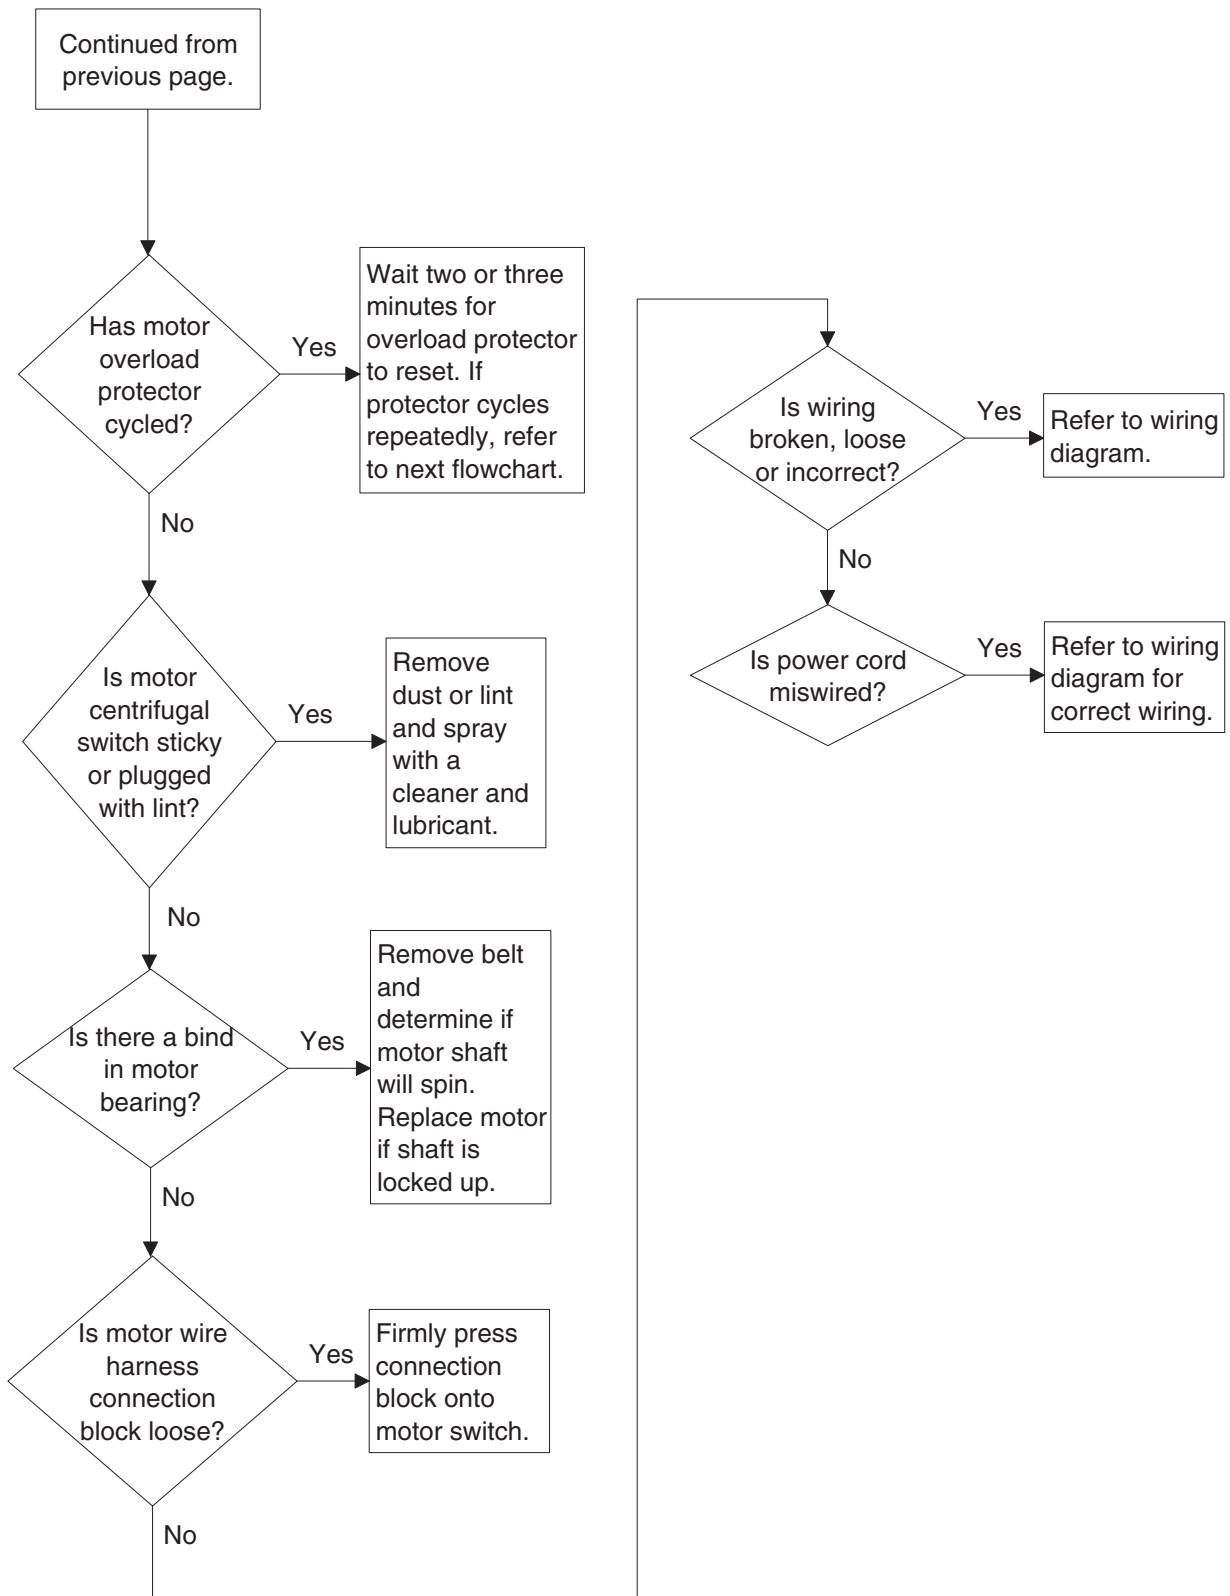 Continued from
previous page.
Has motor
overload
protector
cycled?
Yes
Wait two or three
minutes for
overload protector
to reset. If
protector cycles
repeatedly, refer
to next flowchart.
No
Is motor
centrifugal
switch sticky
or plugged
with lint?
Yes
Remove
dust or lint
and spray
with a
cleaner and
lubricant.
No
Is there a bind
in motor
bearing?
Yes
Remove belt
and
determine if
motor shaft
will spin.
Replace motor
if shaft is
locked up.
No
Is motor wire
harness
connection
block loose?
Yes
Firmly press
connection
block onto
motor switch.
No
Is wiring
broken, loose
or incorrect?
Yes
Refer to wiring
diagram.
No
Is power cord
miswired?
Yes
Refer to wiring
diagram for
correct wiring.